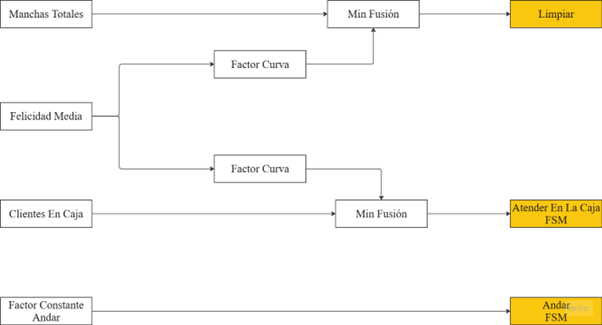 Manchas Totales
Min Fusión
Limpiar
Factor Curva
Felicidad Media
Factor Curva
Clientes En Caja
Min Fusión
Atender En La Caja
FSM
Factor Constante
Andar
Andar
FSM